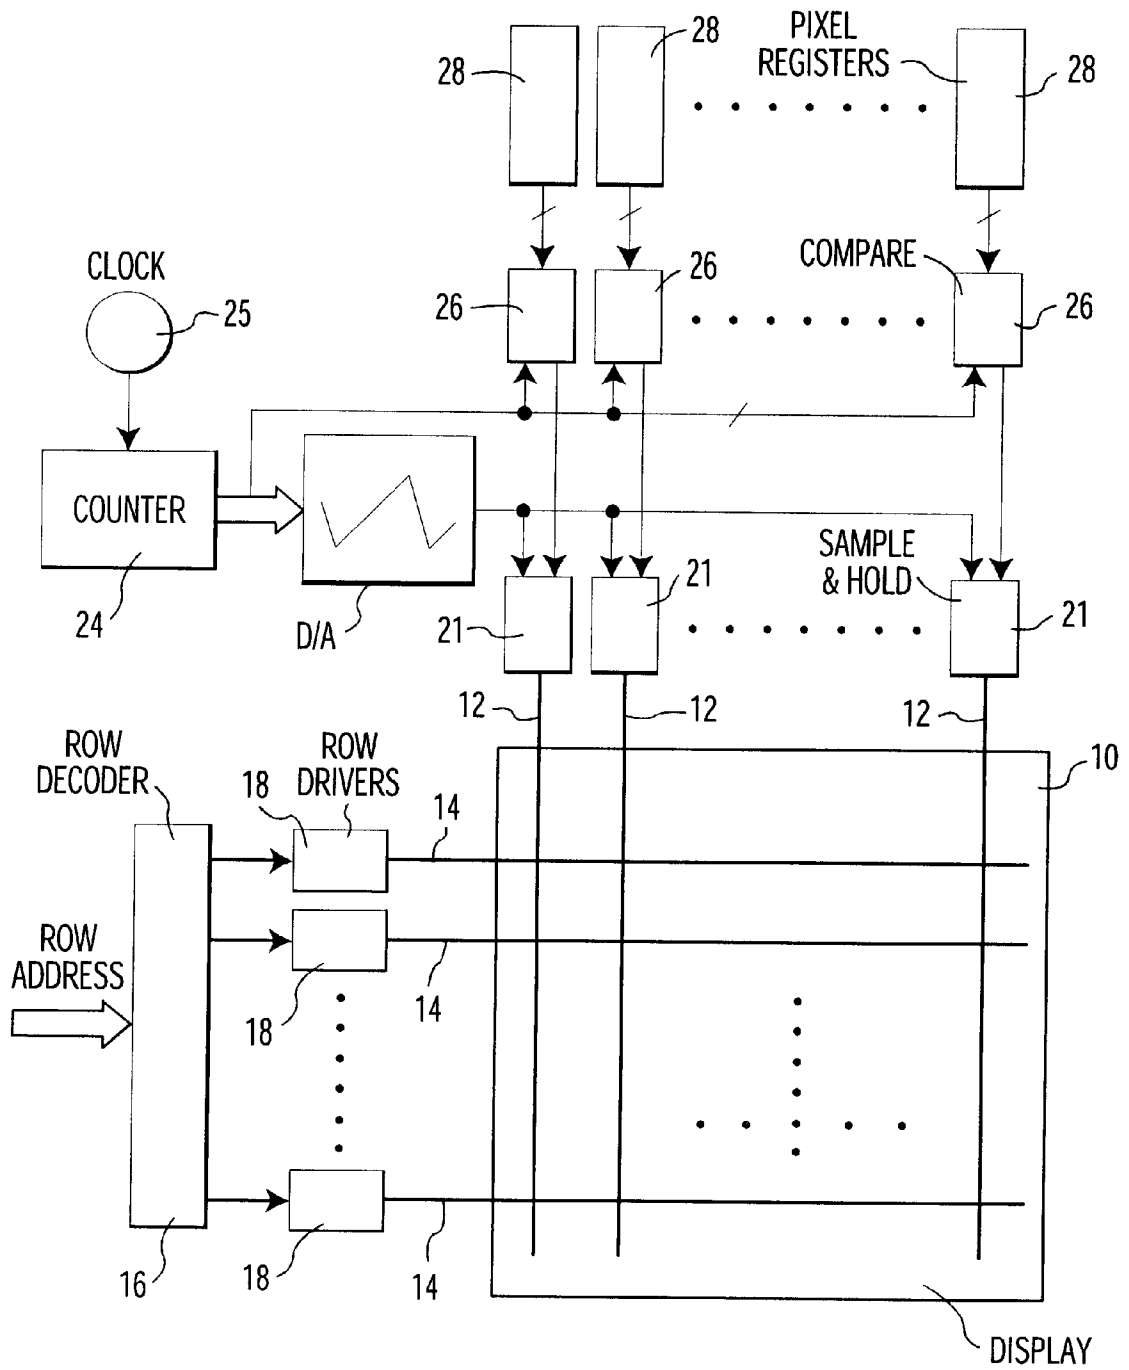 PIXEL
REGISTERS
28
28
28
CLOCK
25
COMPARE
26
26
26
COUNTER
24
D/A
SAMPLE
& HOLD
21
21
21
12
12
12
10
ROW
DECODER
ROW
DRIVERS
18
14
ROW
ADDRESS
18
14
16
18
14
DISPLAY